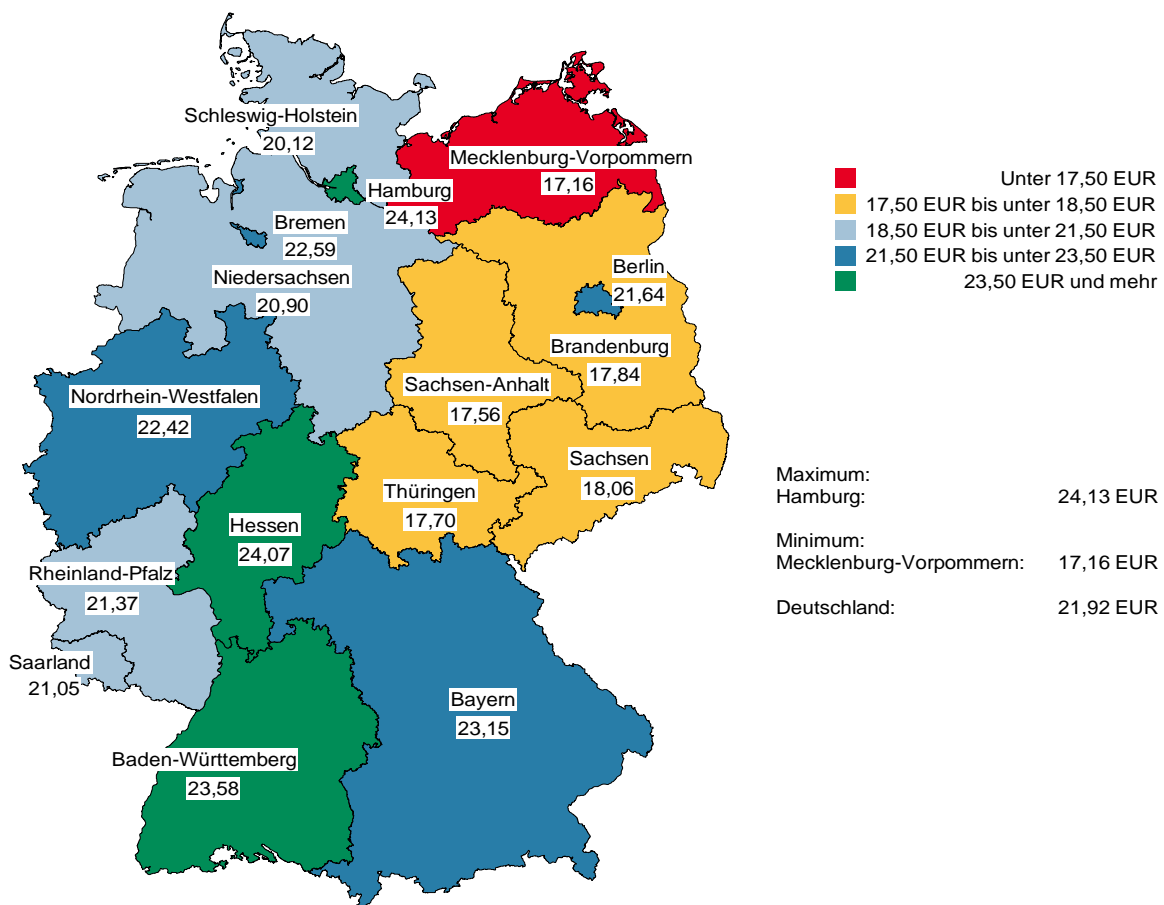 Schleswig-Holstein
20,12
Mecklenburg-Vorpommern
17,16
Hamburg
24,13
Bremen
22,59
Niedersachsen
20,90
Berlin
21,64
Brandenburg
17,84
Sachsen-Anhalt
17,56
Nordrhein-Westfalen
22,42
Sachsen
18,06
Thüringen
17,70
Hessen
24,07
Rheinland-Pfalz
21,37
Saarland
21,05
Bayern
23,15
Baden-Württemberg
23,58
Unter 17,50 EUR
17,50 EUR bis unter 18,50 EUR
18,50 EUR bis unter 21,50 EUR
21,50 EUR bis unter 23,50 EUR
23,50 EUR und mehr
Maximum:
Hamburg: 24,13 EUR
Minimum:
Mecklenburg-Vorpommern: 17,16 EUR
Deutschland: 21,92 EUR